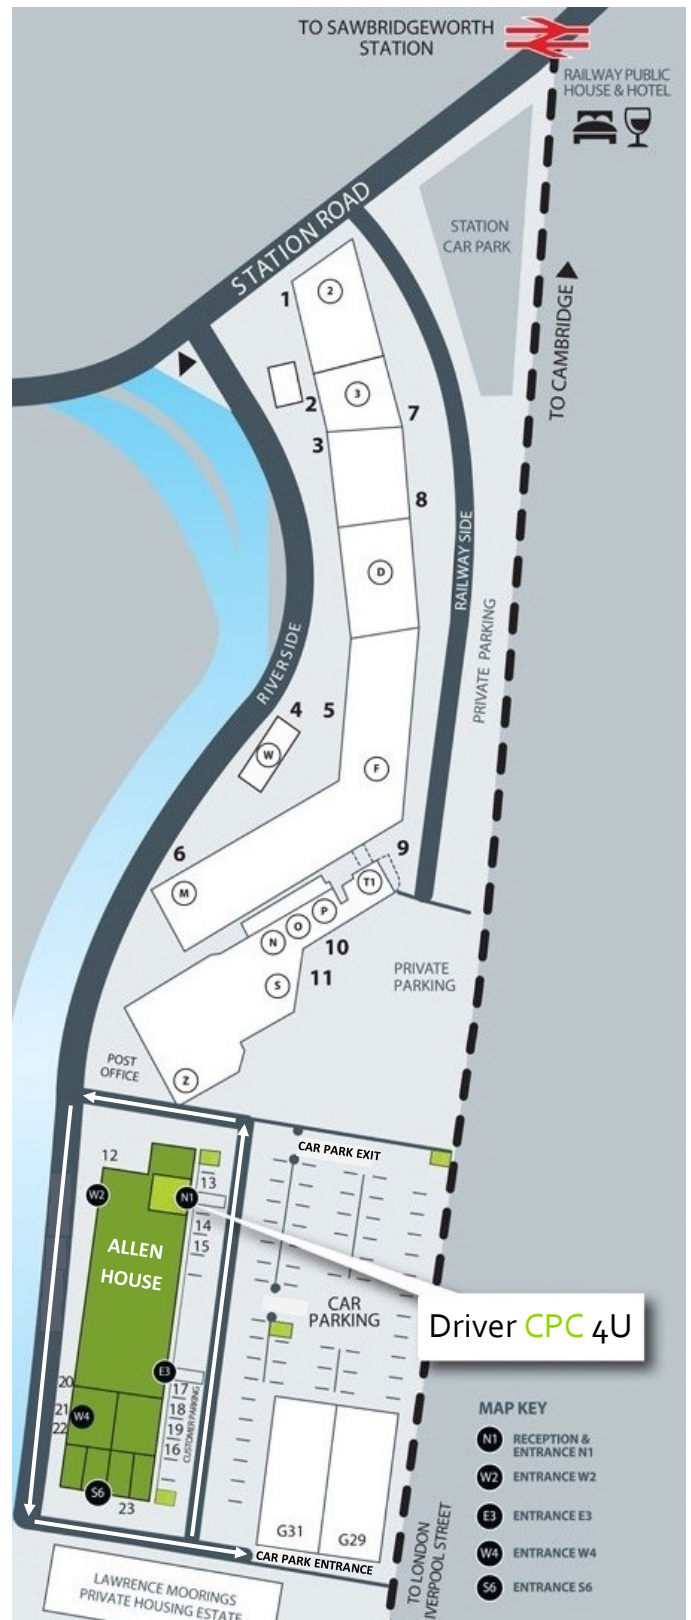 TO SAWBRIDGEWORTH
STATION
RAILWAY PUBLIC
HOUSE & HOTEL
STATION ROAD
STATION
CAR PARK
TO CAMBRIDGE
1
2
2
3
3
7
8
D
RAILWAY SIDE
PRIVATE PARKING
RIVERSIDE
4
5
W
F
6
9
M
T1
P
O
N
10
S
11
PRIVATE
PARKING
POST
OFFICE
Z
CAR PARK EXIT
12
13
W2
N1
14
15
ALLEN
HOUSE
CAR
PARKING
Driver CPC 4U
E3
20
17
21
W4
18
22
19
16
CUSTOMER PARKING
S6
23
G31
G29
CAR PARK ENTRANCE
TO LONDON
LIVERPOOL STREET
LAWRENCE MOORINGS
PRIVATE HOUSING ESTATE
MAP KEY
N1 RECEPTION &
ENTRANCE N1
W2 ENTRANCE W2
E3 ENTRANCE E3
W4 ENTRANCE W4
S6 ENTRANCE S6